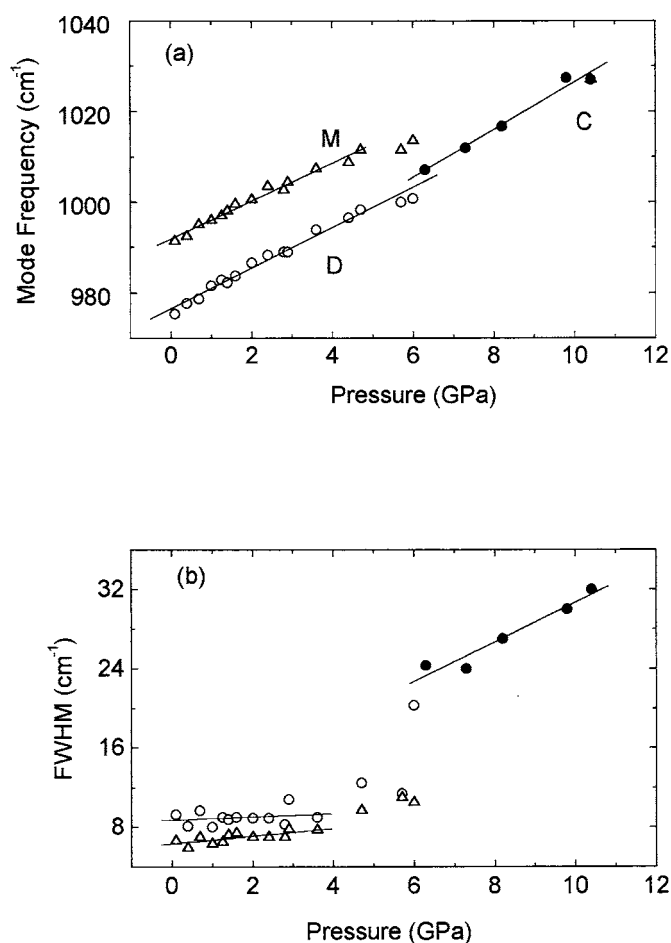 (a)
1040
1020
1000
980
Mode Frequency (cm⁻¹)
M
D
C
0 2 4 6 8 10 12
Pressure (GPa)
(b)
32
24
16
8
FWHM (cm⁻¹)
0 2 4 6 8 10 12
Pressure (GPa)